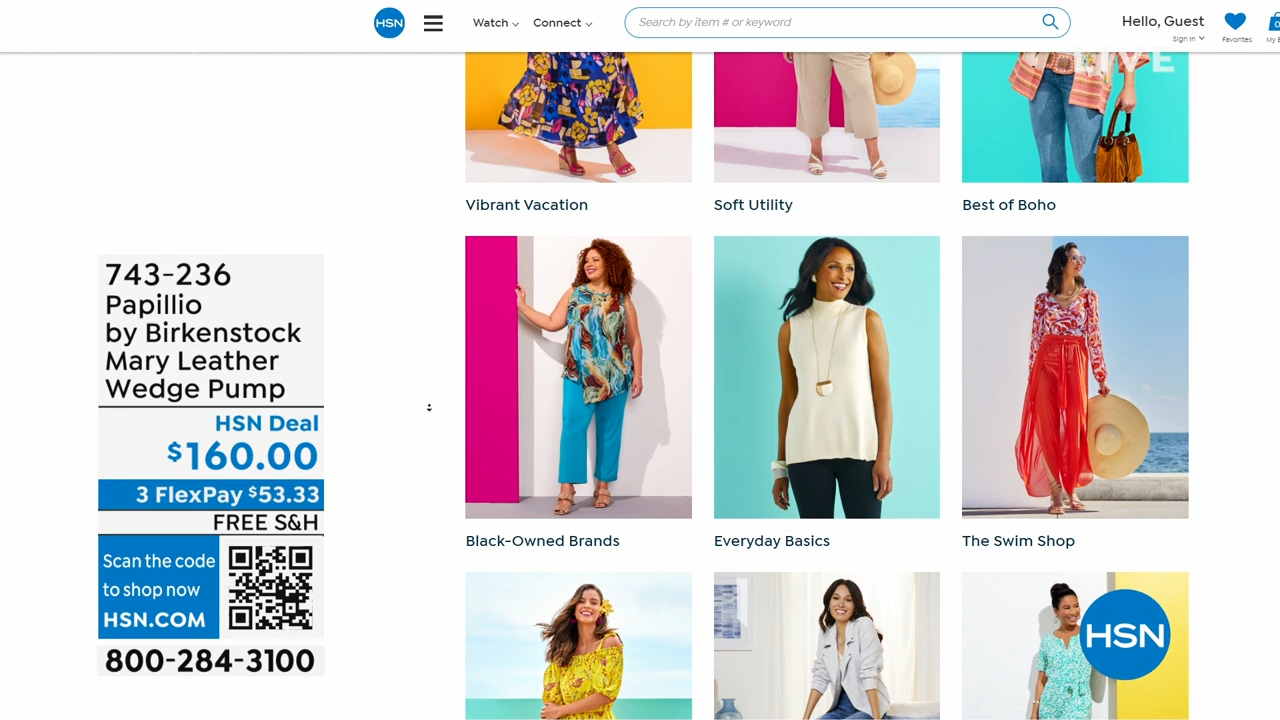 HSN
Watch
Connect
Search by item # or keyword
Hello, Guest
Sign In
Favorites
0
LIVE
Vibrant Vacation
Soft Utility
Best of Boho
743-236
Papillio
by Birkenstock
Mary Leather
Wedge Pump
HSN Deal
$160.00
3 FlexPay $53.33
FREE S&H
Scan the code
to shop now
HSN.COM
800-284-3100
Black-Owned Brands
Everyday Basics
The Swim Shop
HSN